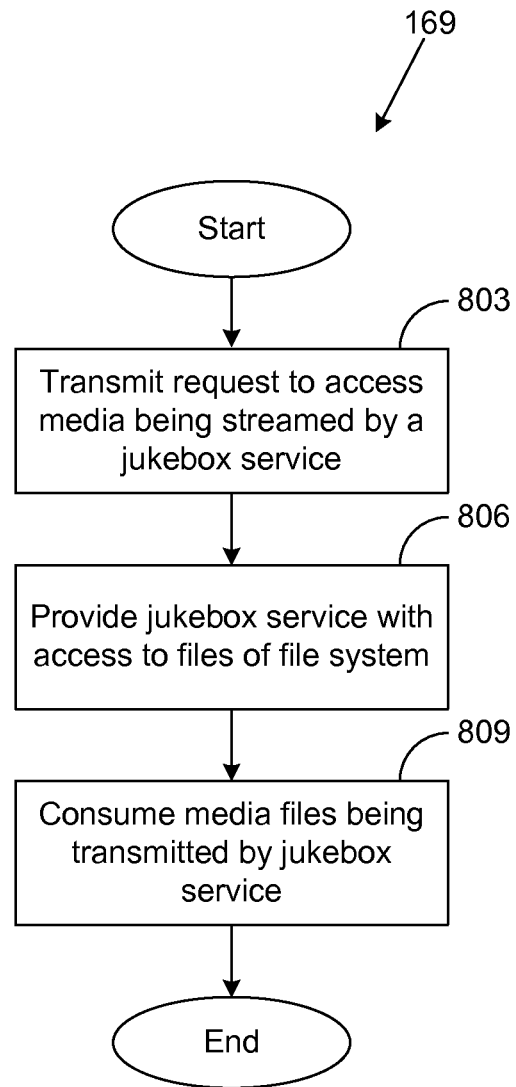 169
Start
803
Transmit request to access
media being streamed by a
jukebox service
806
Provide jukebox service with
access to files of file system
809
Consume media files being
transmitted by jukebox
service
End